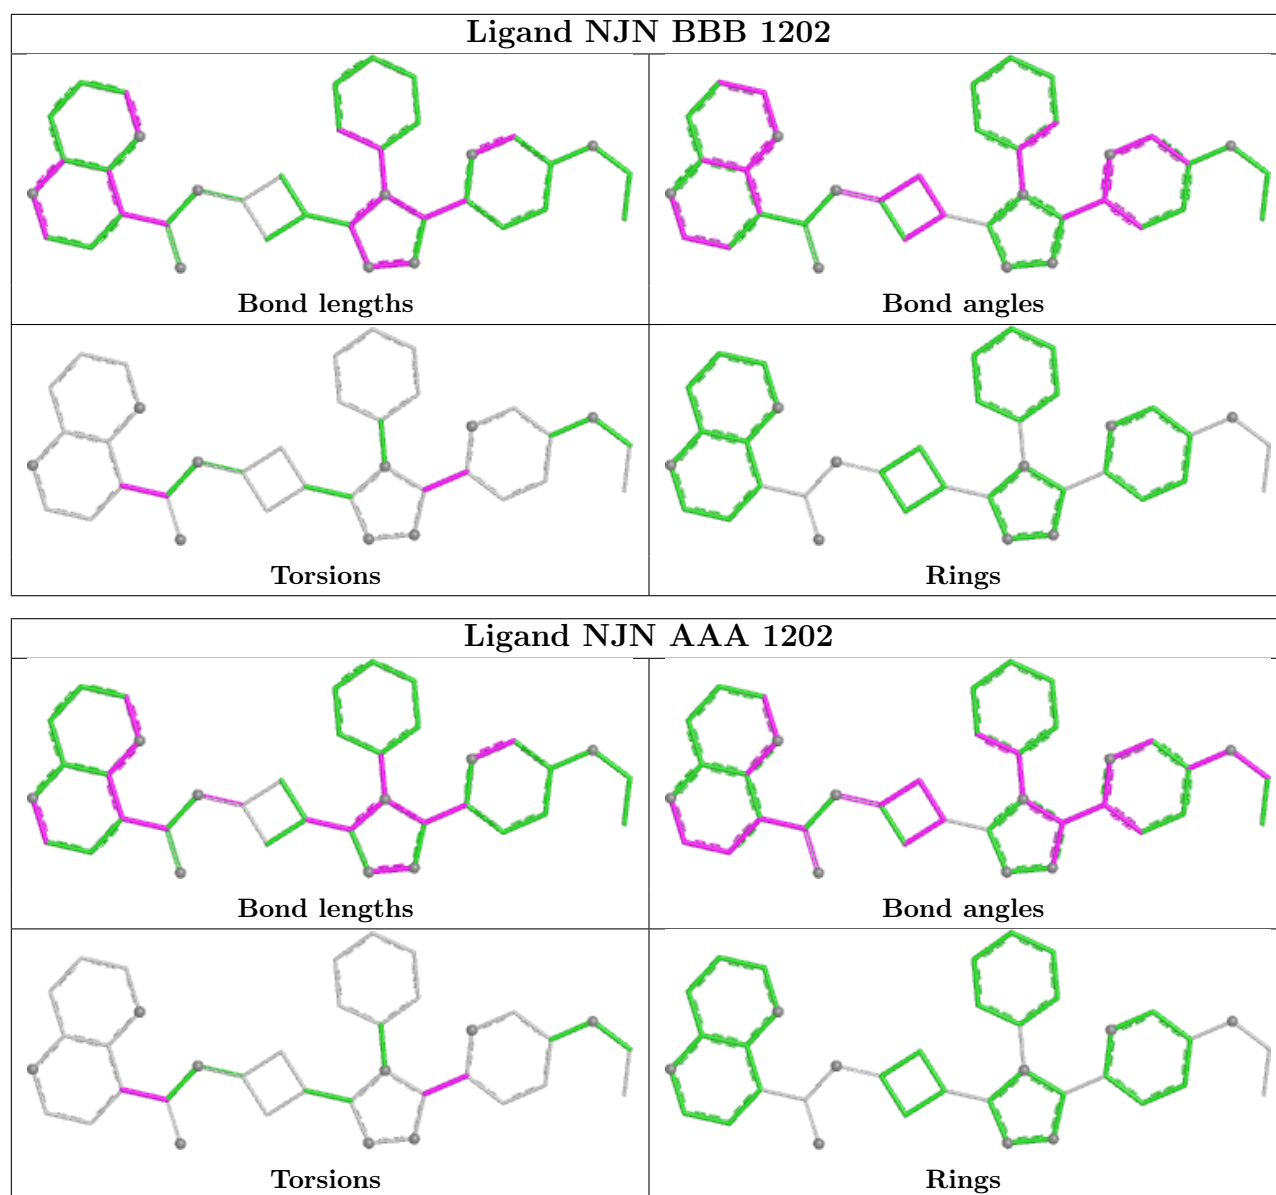 Ligand NJN BBB 1202
Bond lengths
Bond angles
Torsions
Rings
Ligand NJN AAA 1202
Bond lengths
Bond angles
Torsions
Rings